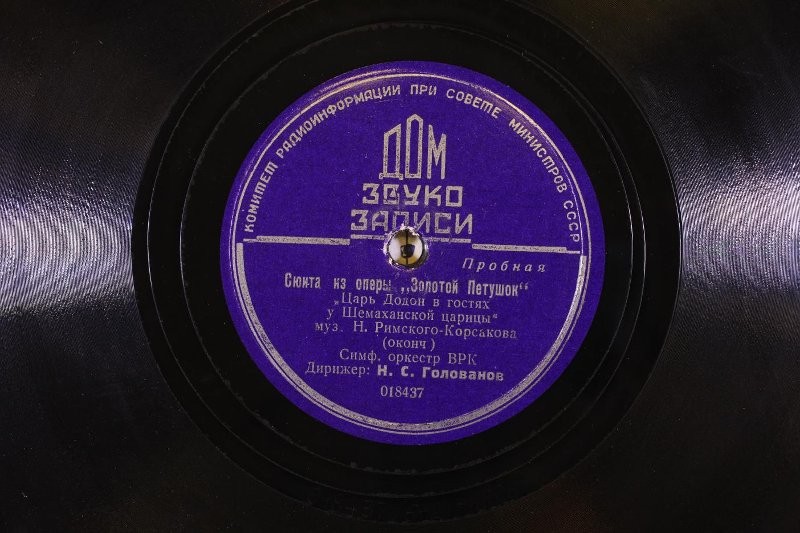 КОМИТЕТ РАДИОИНФОРМАЦИИ ПРИ СОВЕТЕ МИНИСТРОВ СССР
ДОМ
ЗВУКО
ЗАПИСИ
Пробная
Сюита из оперы „Золотой Петушок"
„Царь Додон в гостях
у Шемаханской царицы"
муз. Н. Римского-Корсакова
(оконч)
Симф. оркестр ВРК
Дирижер: Н. С. Голованов
018437